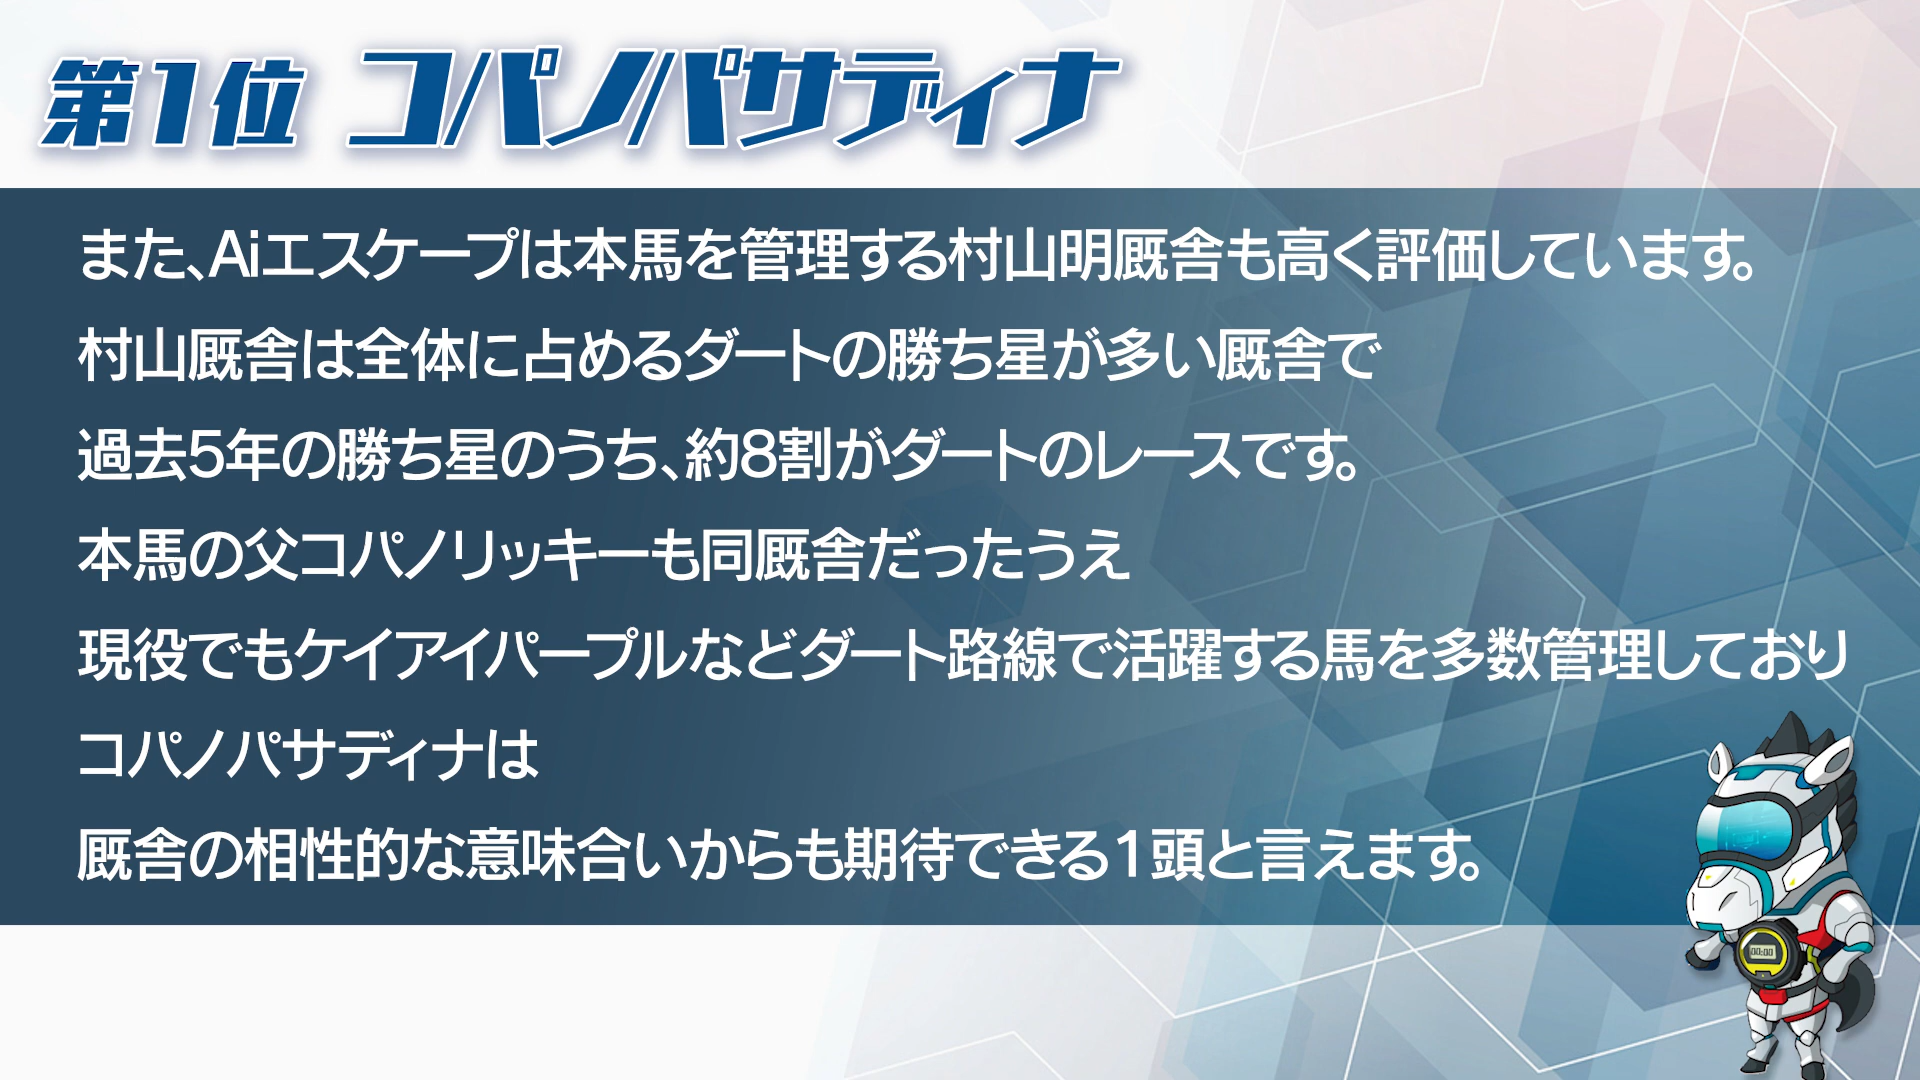 第1位 コパノパサディナ
また、Aiエスケープは本馬を管理する村山明厩舎も高く評価しています。
村山厩舎は全体に占めるダートの勝ち星が多い厩舎で
過去5年の勝ち星のうち、約8割がダートのレースです。
本馬の父コパノリッキーも同厩舎だったうえ
現役でもケイアイパープルなどダート路線で活躍する馬を多数管理しており
コパノパサディナは
厩舎の相性的な意味合いからも期待できる1頭と言えます。
00:00